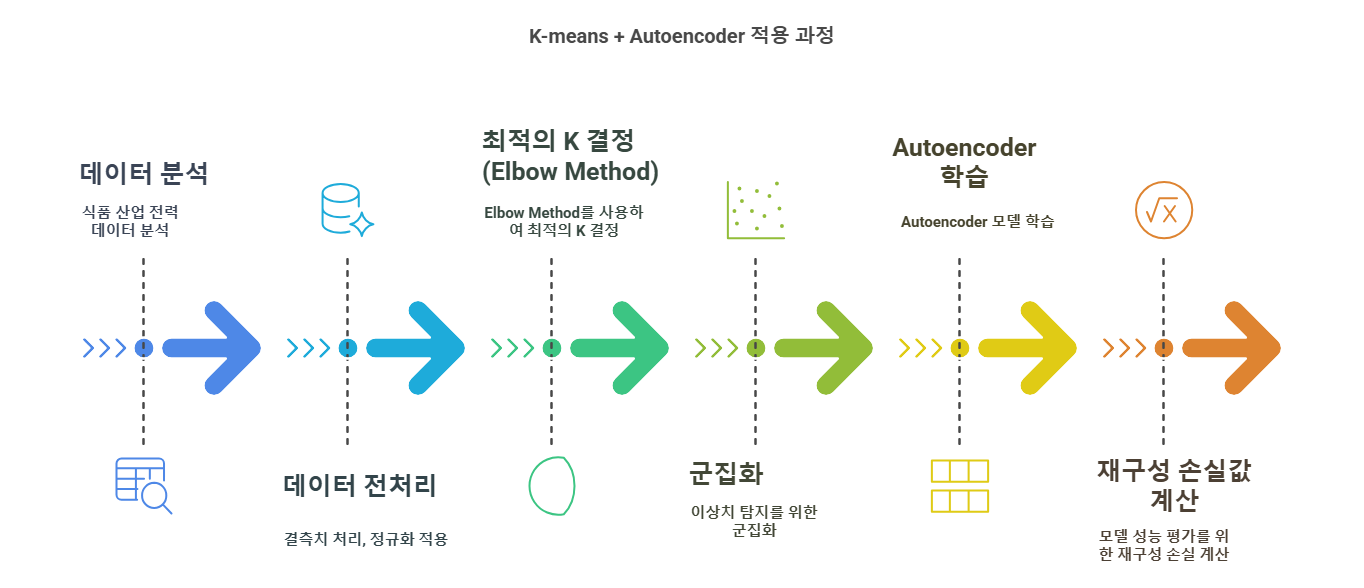 K-means + Autoencoder 적용 과정
데이터 분석
식품 산업 전력
데이터 분석
데이터 전처리
결측치 처리, 정규화 적용
최적의 K 결정
(Elbow Method)
Elbow Method를 사용하
여 최적의 K 결정
군집화
이상치 탐지를 위한
군집화
Autoencoder
학습
Autoencoder 모델 학습
√x
재구성 손실값
계산
모델 성능 평가를 위
한 재구성 손실 계산